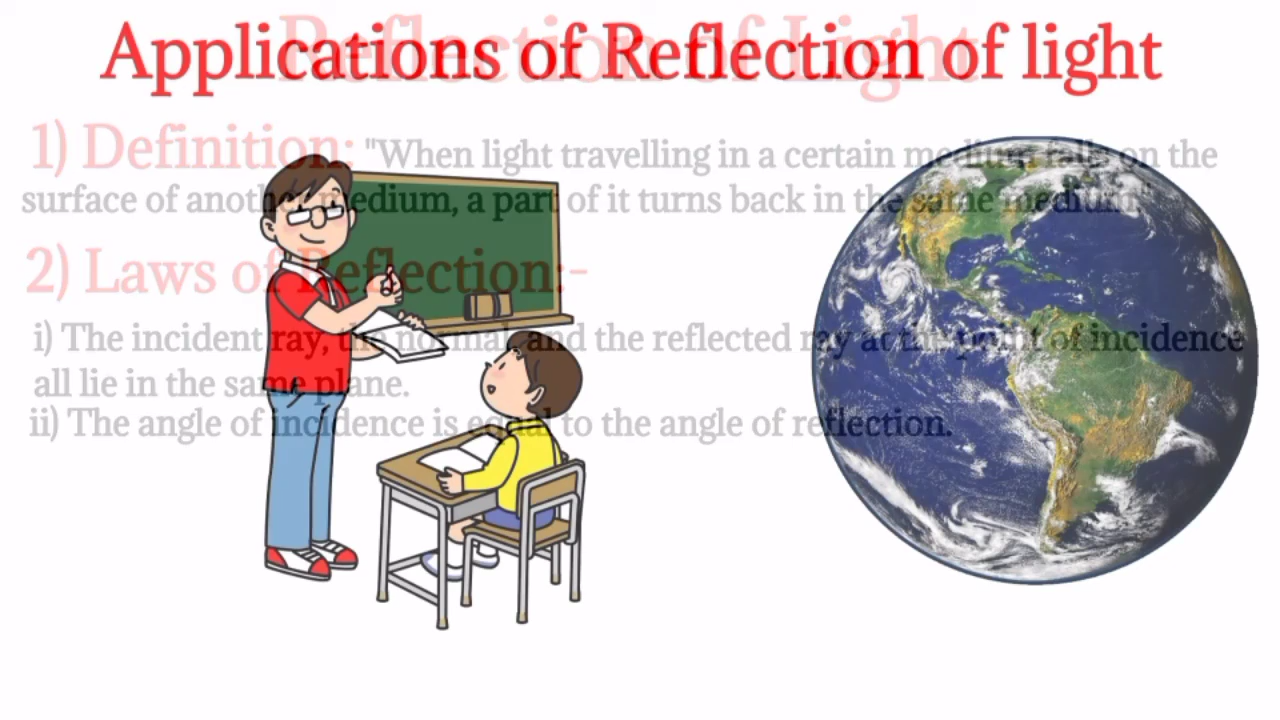 Applications of Reflection of light
Reflection of Light
1) Definition: "When light travelling in a certain medium falls on the
surface of another medium, a part of it turns back in the same medium."
2) Laws of Reflection:-
i) The incident ray, the normal and the reflected ray at the point of incidence
all lie in the same plane.
ii) The angle of incidence is equal to the angle of reflection.